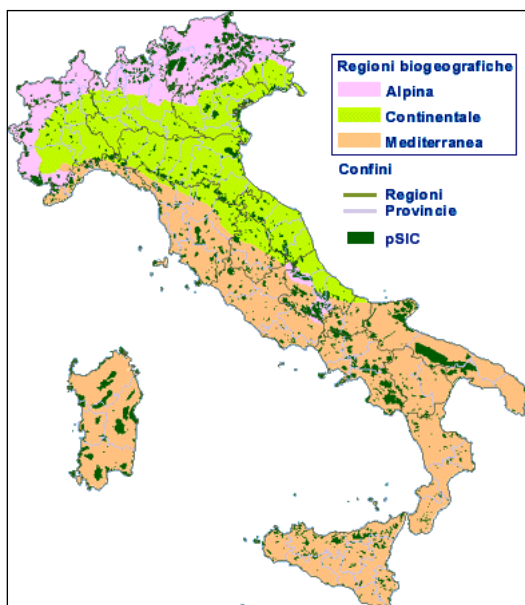 Regioni biogeografiche
Alpina
Continentale
Mediterranea
Confini
Regioni
Provincie
pSIC